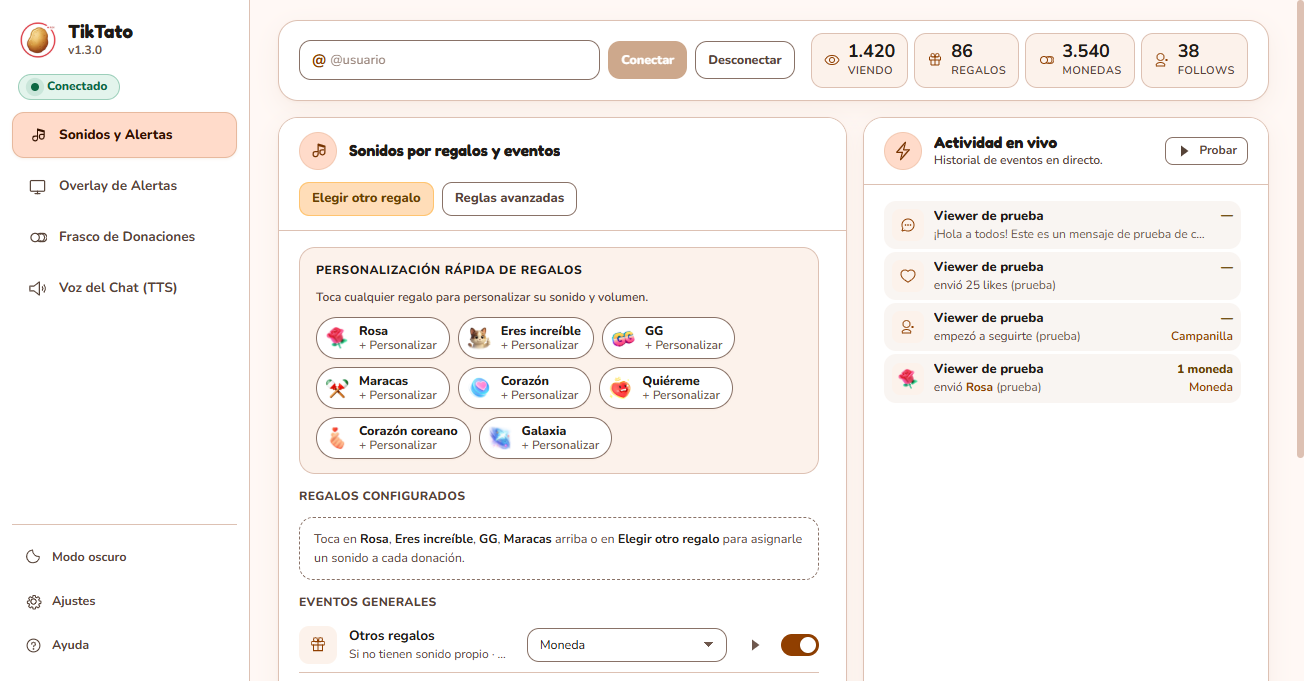 TikTato
v1.3.0
Conectado
Sonidos y Alertas
Overlay de Alertas
Frasco de Donaciones
Voz del Chat (TTS)
Modo oscuro
Ajustes
Ayuda
@ @usuario
Conectar
Desconectar
1.420
VIENDO
86
REGALOS
3.540
MONEDAS
38
FOLLOWS
Sonidos por regalos y eventos
Elegir otro regalo
Reglas avanzadas
PERSONALIZACIÓN RÁPIDA DE REGALOS
Toca cualquier regalo para personalizar su sonido y volumen.
Rosa
+ Personalizar
Eres increíble
+ Personalizar
GG
+ Personalizar
Maracas
+ Personalizar
Corazón
+ Personalizar
Quiéreme
+ Personalizar
Corazón coreano
+ Personalizar
Galaxia
+ Personalizar
REGALOS CONFIGURADOS
Toca en Rosa, Eres increíble, GG, Maracas arriba o en Elegir otro regalo para asignarle
un sonido a cada donación.
EVENTOS GENERALES
Otros regalos
Si no tienen sonido propio · ...
Moneda
Actividad en vivo
Historial de eventos en directo.
Probar
Viewer de prueba —
¡Hola a todos! Este es un mensaje de prueba de c...
Viewer de prueba —
envió 25 likes (prueba)
Viewer de prueba —
empezó a seguirte (prueba) Campanilla
Viewer de prueba 1 moneda
envió Rosa (prueba) Moneda